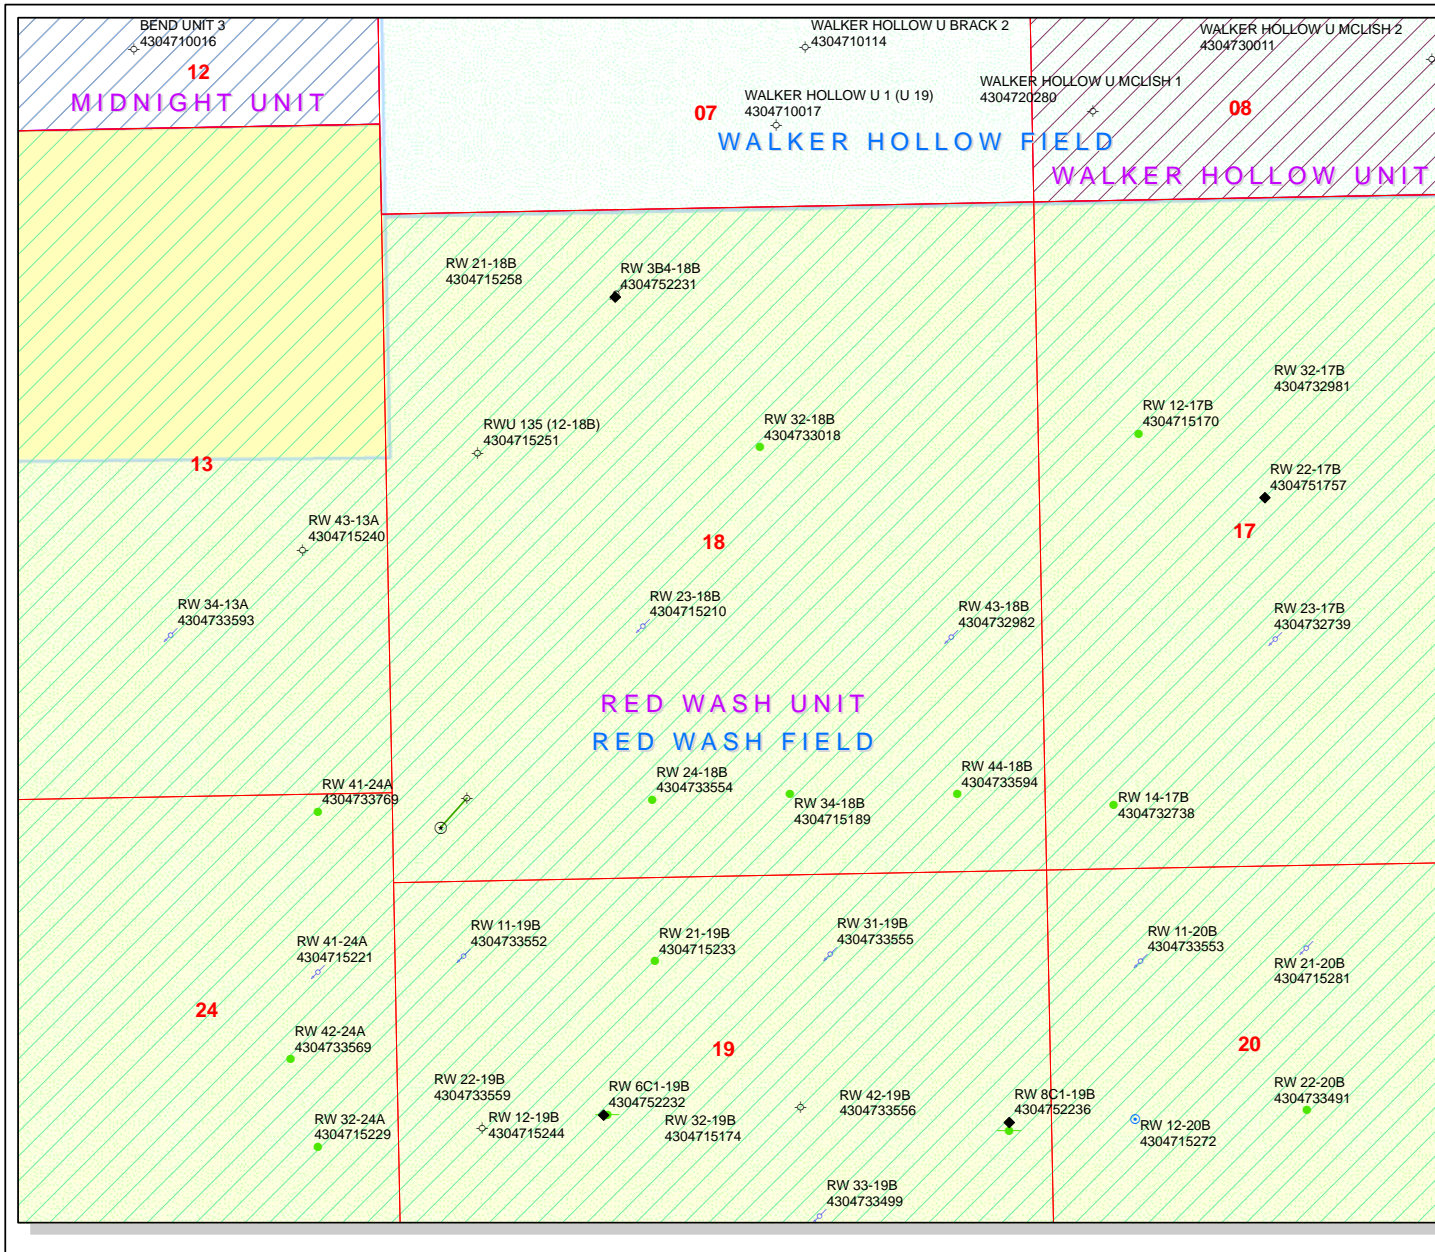 BEND UNIT 3
4304710016
12
MIDNIGHT UNIT
WALKER HOLLOW U BRACK 2
4304710114
WALKER HOLLOW U MCLISH 2
4304730011
WALKER HOLLOW U 1 (U 19)
4304710017
07
WALKER HOLLOW U MCLISH 1
4304720280
08
WALKER HOLLOW FIELD
WALKER HOLLOW UNIT
RW 21-18B
4304715258
RW 3B4-18B
4304752231
RW 32-17B
4304732981
RW 12-17B
4304715170
RWU 135 (12-18B)
4304715251
RW 32-18B
4304733018
13
RW 22-17B
4304751757
RW 43-13A
4304715240
18
17
RW 34-13A
4304733593
RW 23-18B
4304715210
RW 43-18B
4304732982
RW 23-17B
4304732739
RED WASH UNIT
RED WASH FIELD
RW 41-24A
4304733769
RW 24-18B
4304733554
RW 34-18B
4304715189
RW 44-18B
4304733594
RW 14-17B
4304732738
RW 41-24A
4304715221
RW 11-19B
4304733552
RW 21-19B
4304715233
RW 31-19B
4304733555
RW 11-20B
4304733553
RW 21-20B
4304715281
24
RW 42-24A
4304733569
19
20
RW 22-19B
4304733559
RW 12-19B
4304715244
RW 6C1-19B
4304752232
RW 32-19B
4304715174
RW 42-19B
4304733556
RW 8C1-19B
4304752236
RW 22-20B
4304733491
RW 32-24A
4304715229
RW 12-20B
4304715272
RW 33-19B
4304733499